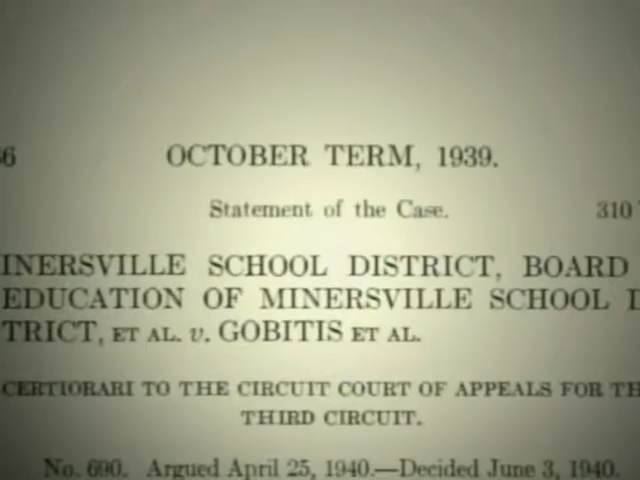 6 OCTOBER TERM, 1939.
Statement of the Case. 310
INERSVILLE SCHOOL DISTRICT, BOARD
EDUCATION OF MINERSVILLE SCHOOL D
TRICT, ET AL. v. GOBITIS ET AL.
CERTIORARI TO THE CIRCUIT COURT OF APPEALS FOR TH
THIRD CIRCUIT.
No. 690. Argued April 25, 1940.—Decided June 3, 1940.